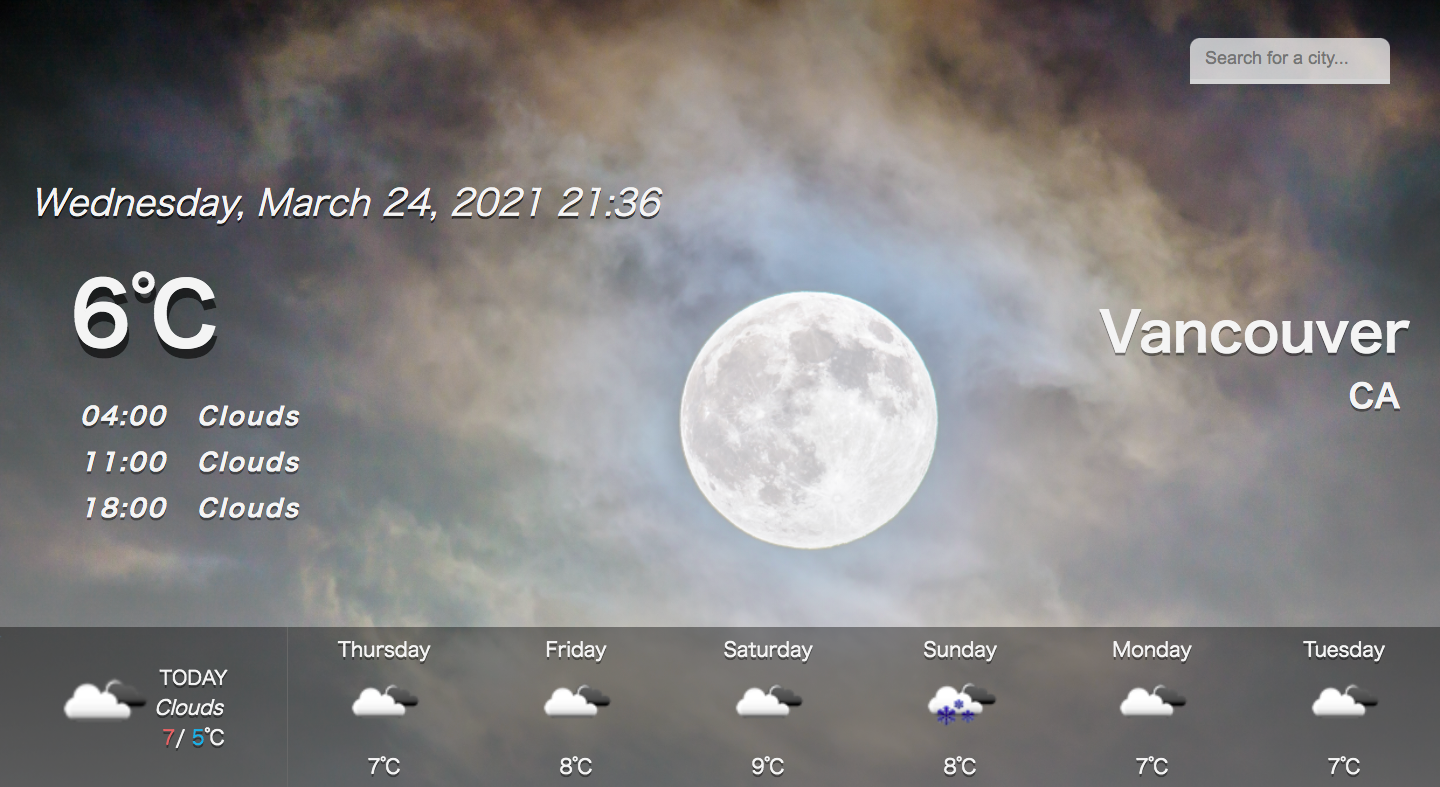 Search for a city...
Wednesday, March 24, 2021 21:36
6°C
Vancouver
CA
04:00 Clouds
11:00 Clouds
18:00 Clouds
TODAY
Clouds
7/ 5°C
Thursday Friday Saturday Sunday Monday Tuesday
7°C 8°C 9°C 8°C 7°C 7°C